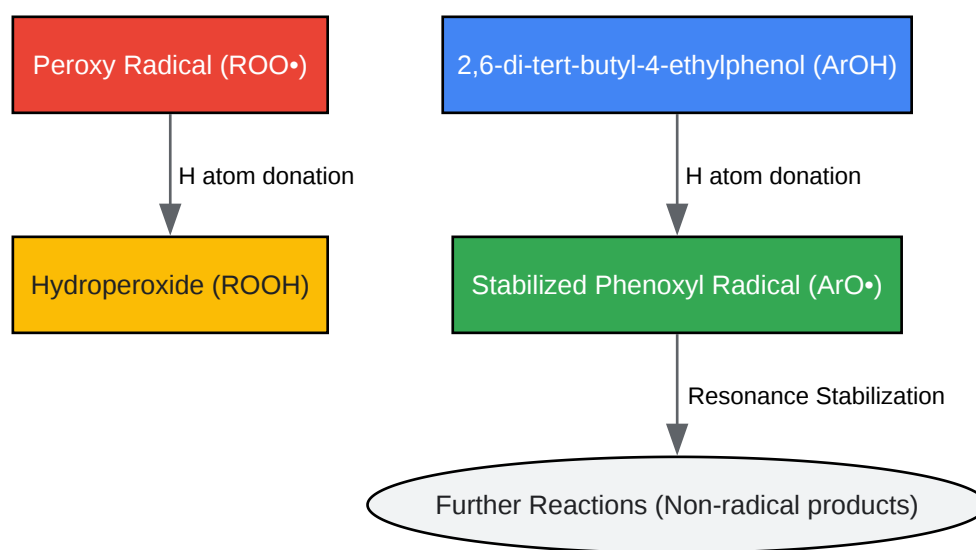 Peroxy Radical (ROO•)
2,6-di-tert-butyl-4-ethylphenol (ArOH)
H atom donation
H atom donation
Hydroperoxide (ROOH)
Stabilized Phenoxyl Radical (ArO•)
Resonance Stabilization
Further Reactions (Non-radical products)